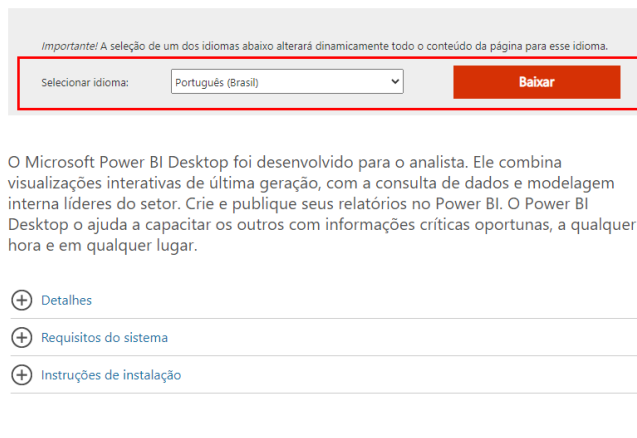 Importante! A seleção de um dos idiomas abaixo alterará dinamicamente todo o conteúdo da página para esse idioma.
Selecionar idioma: Português (Brasil) Baixar
O Microsoft Power BI Desktop foi desenvolvido para o analista. Ele combina
visualizações interativas de última geração, com a consulta de dados e modelagem
interna líderes do setor. Crie e publique seus relatórios no Power BI. O Power BI
Desktop o ajuda a capacitar os outros com informações críticas oportunas, a qualquer
hora e em qualquer lugar.
Detalhes
Requisitos do sistema
Instruções de instalação